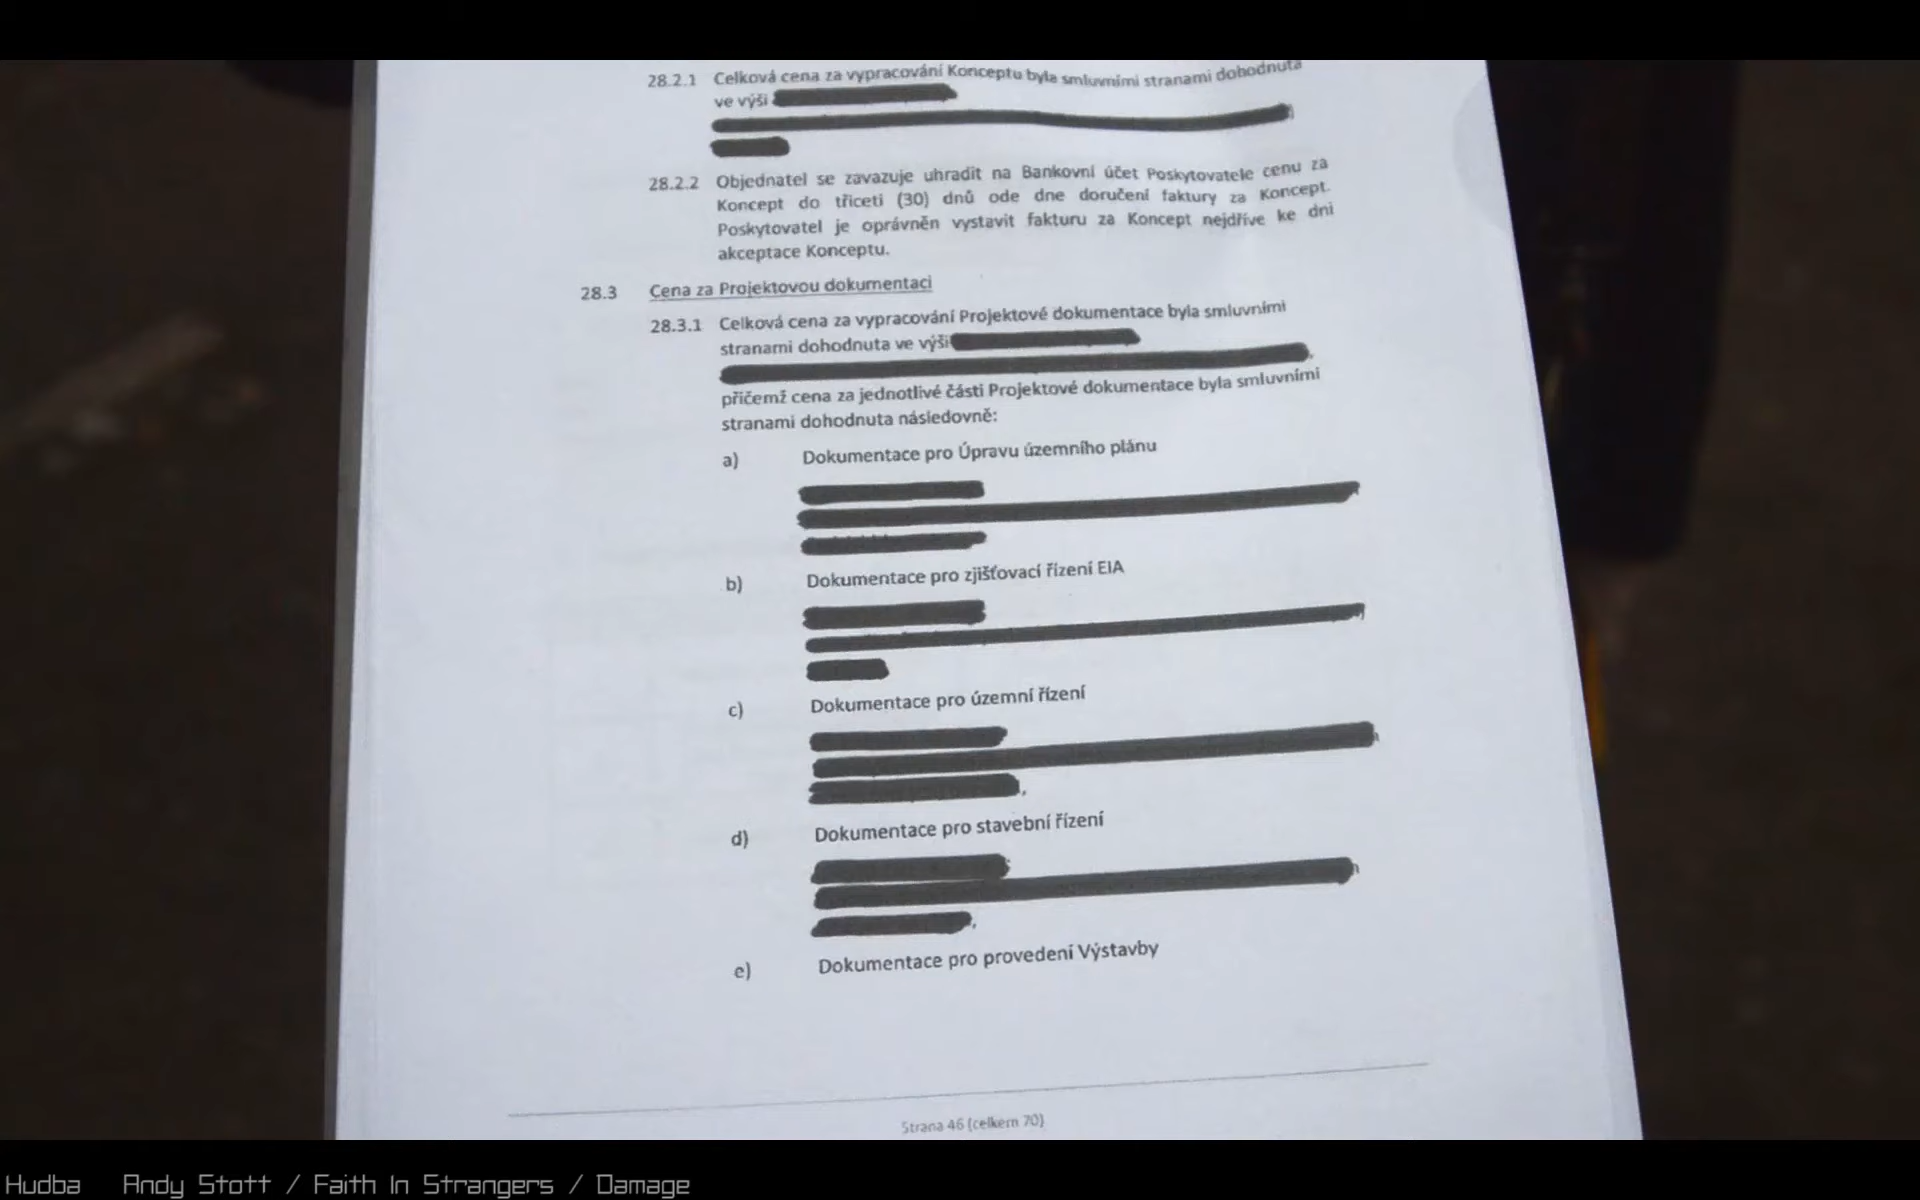 28.2.1 Celková cena za vypracování Konceptu byla smluvními stranami dohodnuta
ve výši
28.2.2 Objednatel se zavazuje uhradit na Bankovní účet Poskytovatele cenu za
Koncept do třiceti (30) dnů ode dne doručení faktury za Koncept.
Poskytovatel je oprávněn vystavit fakturu za Koncept nejdříve ke dni
akceptace Konceptu.
28.3 Cena za Projektovou dokumentaci
28.3.1 Celková cena za vypracování Projektové dokumentace byla smluvními
stranami dohodnuta ve výši
přičemž cena za jednotlivé části Projektové dokumentace byla smluvními
stranami dohodnuta následovně:
a) Dokumentace pro Úpravu územního plánu
b) Dokumentace pro zjišťovací řízení EIA
c) Dokumentace pro územní řízení
d) Dokumentace pro stavební řízení
e) Dokumentace pro provedení Výstavby
Strana 46 (celkem 70)
Hudba Andy Stott / Faith In Strangers / Damage